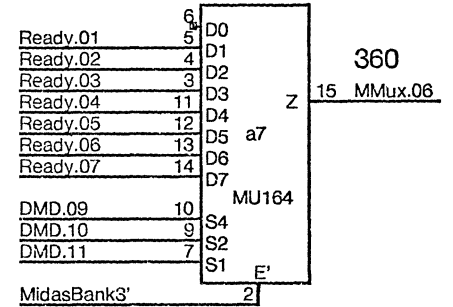 6 D0
Ready.01 5 D1
Ready.02 4 D2
Ready.03 3 D3
Ready.04 11 D4
Ready.05 12 D5
Ready.06 13 D6
Ready.07 14 D7
360
Z 15 MMux.06
a7
MU164
DMD.09 10 S4
DMD.10 9 S2
DMD.11 7 S1
E'
MidasBank3' 2